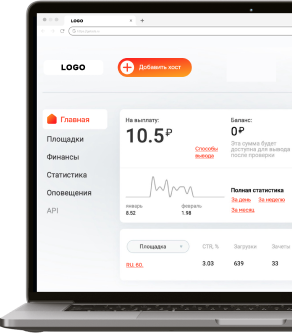 LOGO
LOGO
Добавить хост
Главная
Площадки
Финансы
Статистика
Оповещения
API
На выплату:
10.5₽
Способы
вывода
Баланс:
0₽
Эта сумма будет
доступна для вывода
после проверки
январь
8.52
февраль
1.98
Полная статистика
За день За неделю
За месяц
Площадка CTR, % Загрузки Зачеты
RU.60. 3.03 639 33